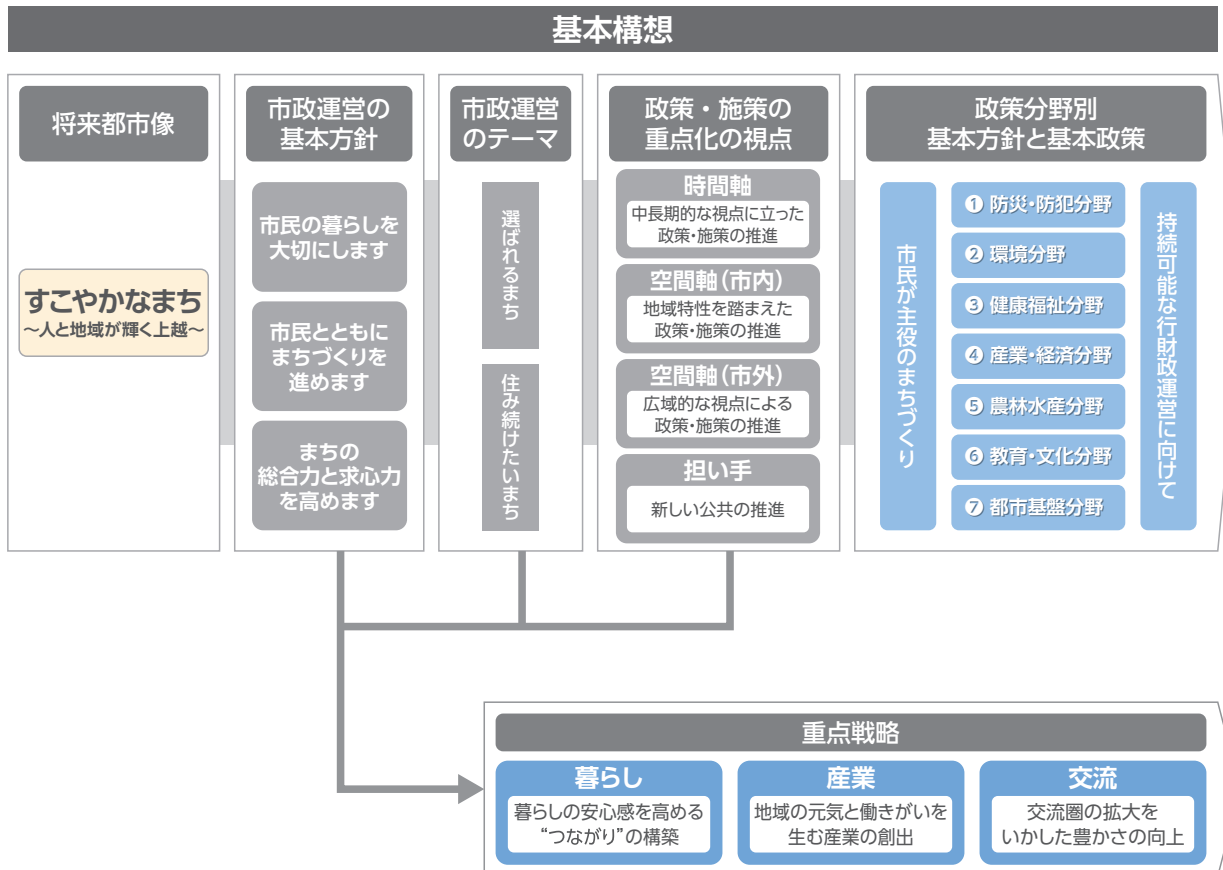 基本構想
将来都市像
すこやかなまち
~人と地域が輝く上越~
市政運営の
基本方針
市民の暮らしを
大切にします
市民とともに
まちづくりを
進めます
まちの
総合力と求心力
を高めます
市政運営
のテーマ
選ばれるまち
住み続けたいまち
政策・施策の
重点化の視点
時間軸
中長期的な視点に立った
政策・施策の推進
空間軸(市内)
地域特性を踏まえた
政策・施策の推進
空間軸(市外)
広域的な視点による
政策・施策の推進
担い手
新しい公共の推進
政策分野別
基本方針と基本政策
市民が主役のまちづくり
❶ 防災・防犯分野
❷ 環境分野
❸ 健康福祉分野
❹ 産業・経済分野
❺ 農林水産分野
❻ 教育・文化分野
❼ 都市基盤分野
持続可能な行財政運営に向けて
重点戦略
暮らし
暮らしの安心感を高める
“つながり”の構築
産業
地域の元気と働きがいを
生む産業の創出
交流
交流圏の拡大を
いかした豊かさの向上